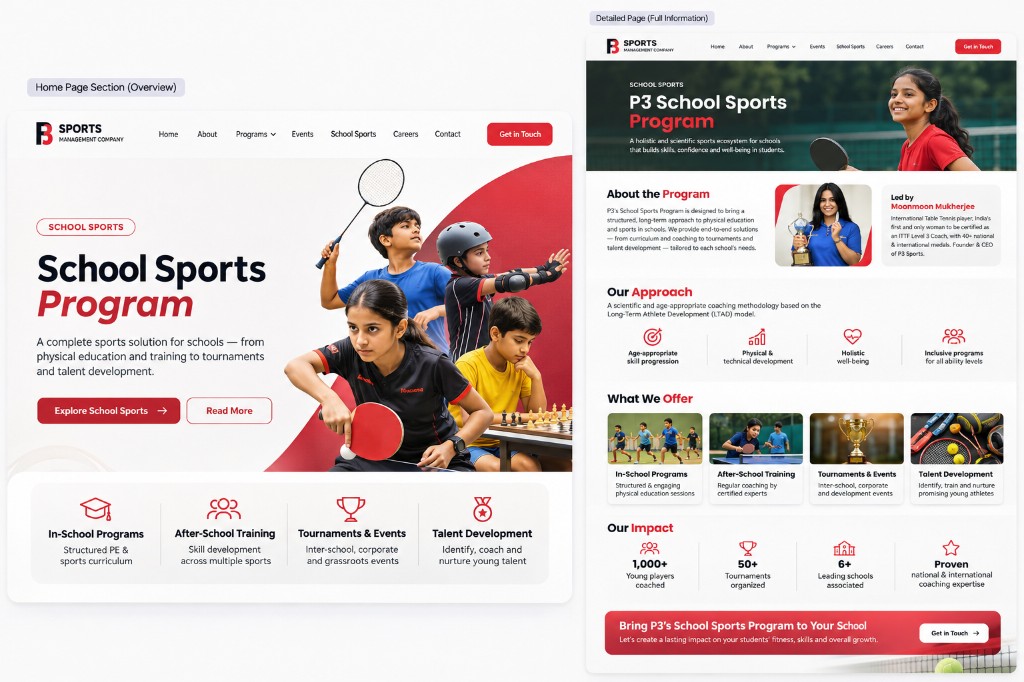 Home Page Section (Overview)
P3 SPORTS
MANAGEMENT COMPANY
Home
About
Programs
Events
School Sports
Careers
Contact
Get in Touch
SCHOOL SPORTS
School Sports
Program
A complete sports solution for schools — from
physical education and training to tournaments
and talent development.
Explore School Sports →
Read More
In-School Programs
Structured PE &
sports curriculum
After-School Training
Skill development
across multiple sports
Tournaments & Events
Inter-school, corporate
and grassroots events
Talent Development
Identify, coach and
nurture young talent
Detailed Page (Full Information)
P3 SPORTS
MANAGEMENT COMPANY
Home
About
Programs
Events
School Sports
Careers
Contact
Get in Touch
SCHOOL SPORTS
P3 School Sports
Program
A holistic and scientific sports ecosystem for schools
that builds skills, confidence and well-being in students.
About the Program
P3's School Sports Program is designed to bring a
structured, long-term approach to physical education
and sports in schools. We provide end-to-end solutions
— from curriculum and coaching to tournaments and
talent development — tailored to each school's needs.
Led by
Moonmoon Mukherjee
International Table Tennis player, India's
first and only woman to be certified as
an ITTF Level 3 Coach, with 40+ national
& international medals. Founder & CEO
of P3 Sports.
Our Approach
A scientific and age-appropriate coaching methodology based on the
Long-Term Athlete Development (LTAD) model.
Age-appropriate
skill progression
Physical &
technical development
Holistic
well-being
Inclusive programs
for all ability levels
What We Offer
In-School Programs
Structured & engaging
physical education sessions
After-School Training
Regular coaching by
certified experts
Tournaments & Events
Inter-school, corporate
and development events
Talent Development
Identify, train and nurture
promising young athletes
Our Impact
1,000+
Young players
coached
50+
Tournaments
organized
6+
Leading schools
associated
Proven
national & international
coaching expertise
Bring P3's School Sports Program to Your School
Let's create a lasting impact on your students' fitness, skills and overall growth.
Get in Touch →